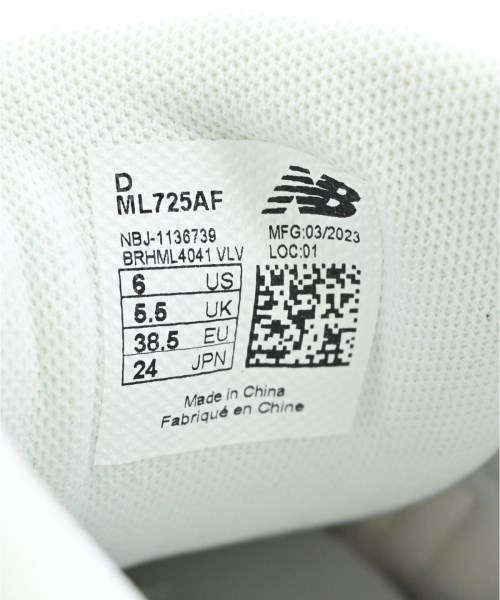 D
ML725AF
NB
NBJ-1136739
BRHML4041 VLV
MFG:03/2023
LOC:01
6 US
5.5 UK
38.5 EU
24 JPN
Made in China
Fabriqué en Chine